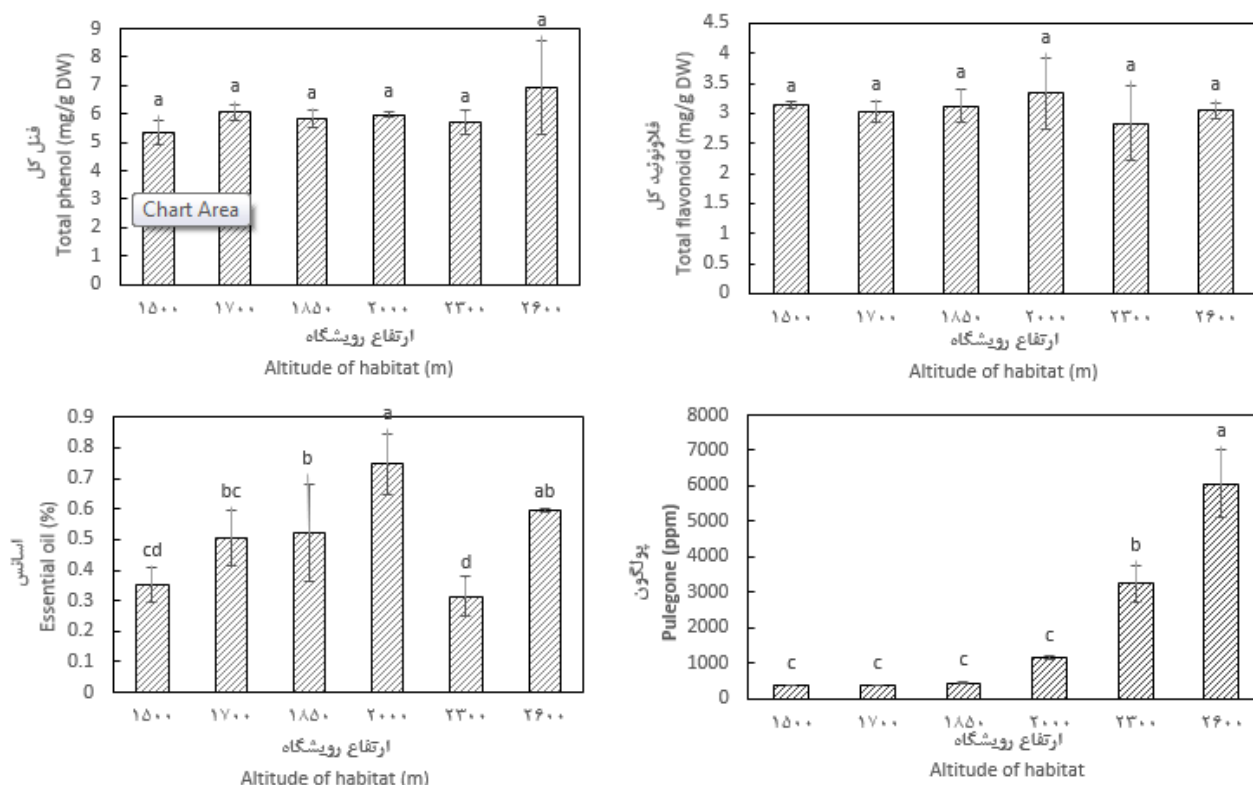 فنل کل
Total phenol (mg/g DW)
9
8
7
6
5
4
3
2
1
0
a
a
a
a
a
a
Chart Area
۱۵۰۰
۱۷۰۰
۱۸۵۰
۲۰۰۰
۲۳۰۰
۲۶۰۰
ارتفاع رویشگاه
Altitude of habitat (m)
فلاونوئید کل
Total flavonoid (mg/g DW)
4.5
4
3.5
3
2.5
2
1.5
1
0.5
0
a
a
a
a
a
a
۱۵۰۰
۱۷۰۰
۱۸۵۰
۲۰۰۰
۲۳۰۰
۲۶۰۰
ارتفاع رویشگاه
Altitude of habitat (m)
اسانس
Essential oil (%)
0.9
0.8
0.7
0.6
0.5
0.4
0.3
0.2
0.1
0
cd
bc
b
a
d
ab
۱۵۰۰
۱۷۰۰
۱۸۵۰
۲۰۰۰
۲۳۰۰
۲۶۰۰
ارتفاع رویشگاه
Altitude of habitat (m)
پولگون
Pulegone (ppm)
8000
7000
6000
5000
4000
3000
2000
1000
0
c
c
c
c
b
a
۱۵۰۰
۱۷۰۰
۱۸۵۰
۲۰۰۰
۲۳۰۰
۲۶۰۰
ارتفاع رویشگاه
Altitude of habitat